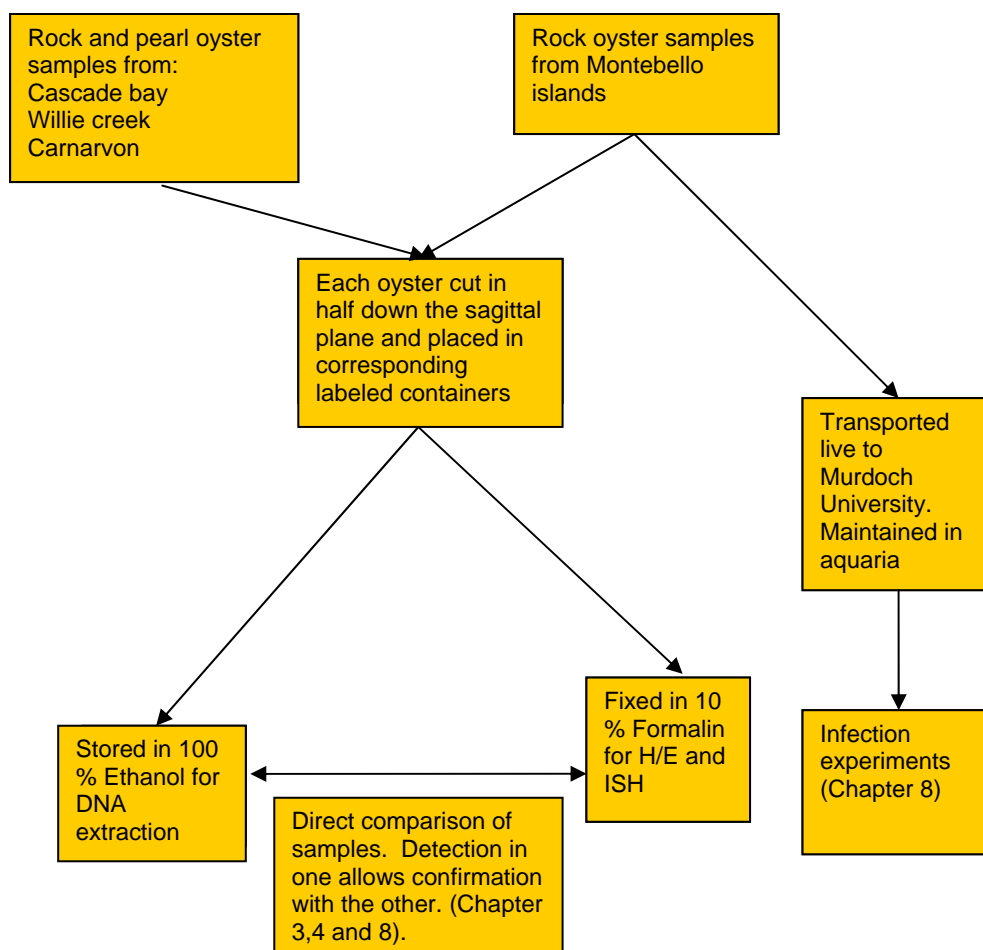 Rock and pearl oyster
samples from:
Cascade bay
Willie creek
Carnarvon
Rock oyster samples
from Montebello
islands
Each oyster cut in
half down the sagittal
plane and placed in
corresponding
labeled containers
Transported
live to
Murdoch
University.
Maintained in
aquaria
Stored in 100
% Ethanol for
DNA
extraction
Fixed in 10
% Formalin
for H/E and
ISH
Infection
experiments
(Chapter 8)
Direct comparison of
samples.  Detection in
one allows confirmation
with the other. (Chapter
3,4 and 8).